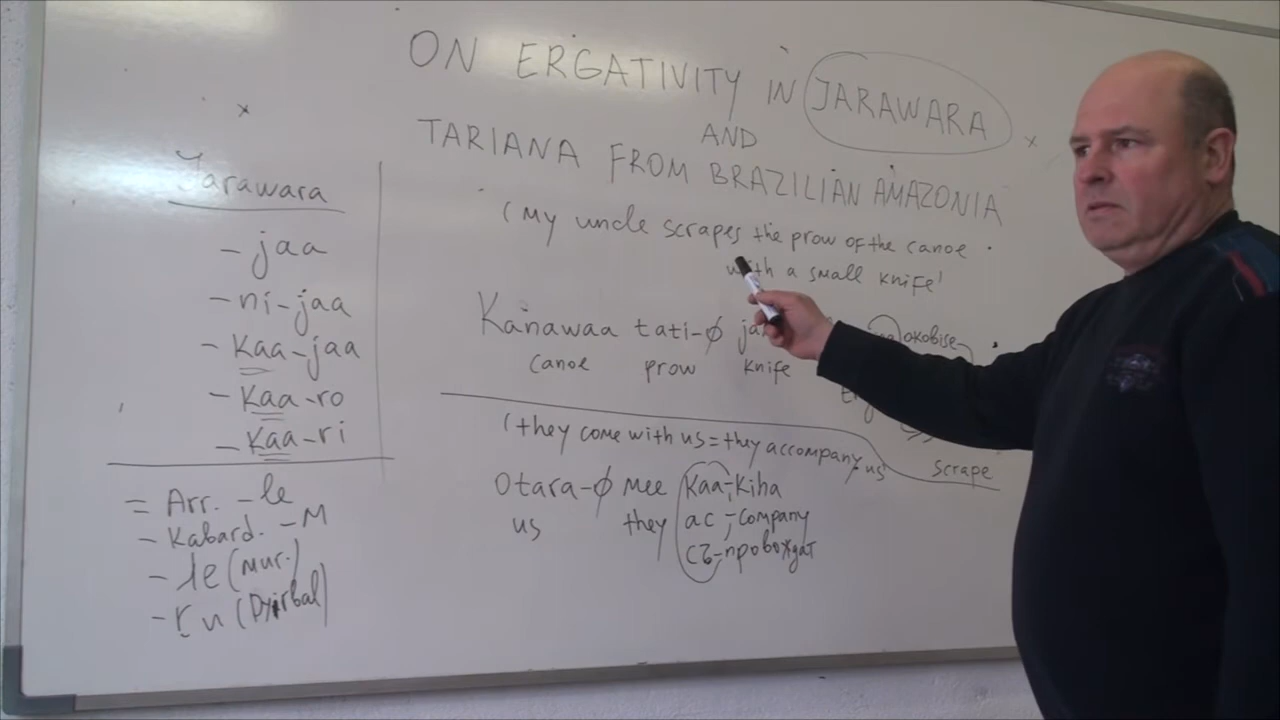 ON ERGATIVITY IN JARAWARA
AND
TARIANA FROM BRAZILIAN AMAZONIA
Jarawara
- jaa
- ni-jaa
- Kaa-jaa
- Kaa-ro
- Kaa-ri
= Arr. -le
- Kabard. -M
- le (Mur.)
(My uncle scrapes the prow of the canoe
with a small knife'
Kanawaa tati-∅
okobise
canoe prow knife
scrape
(they come with us = they accompany us'
Otara-∅ mee Kaa-Kiha
us they ac-company
съ-провождат